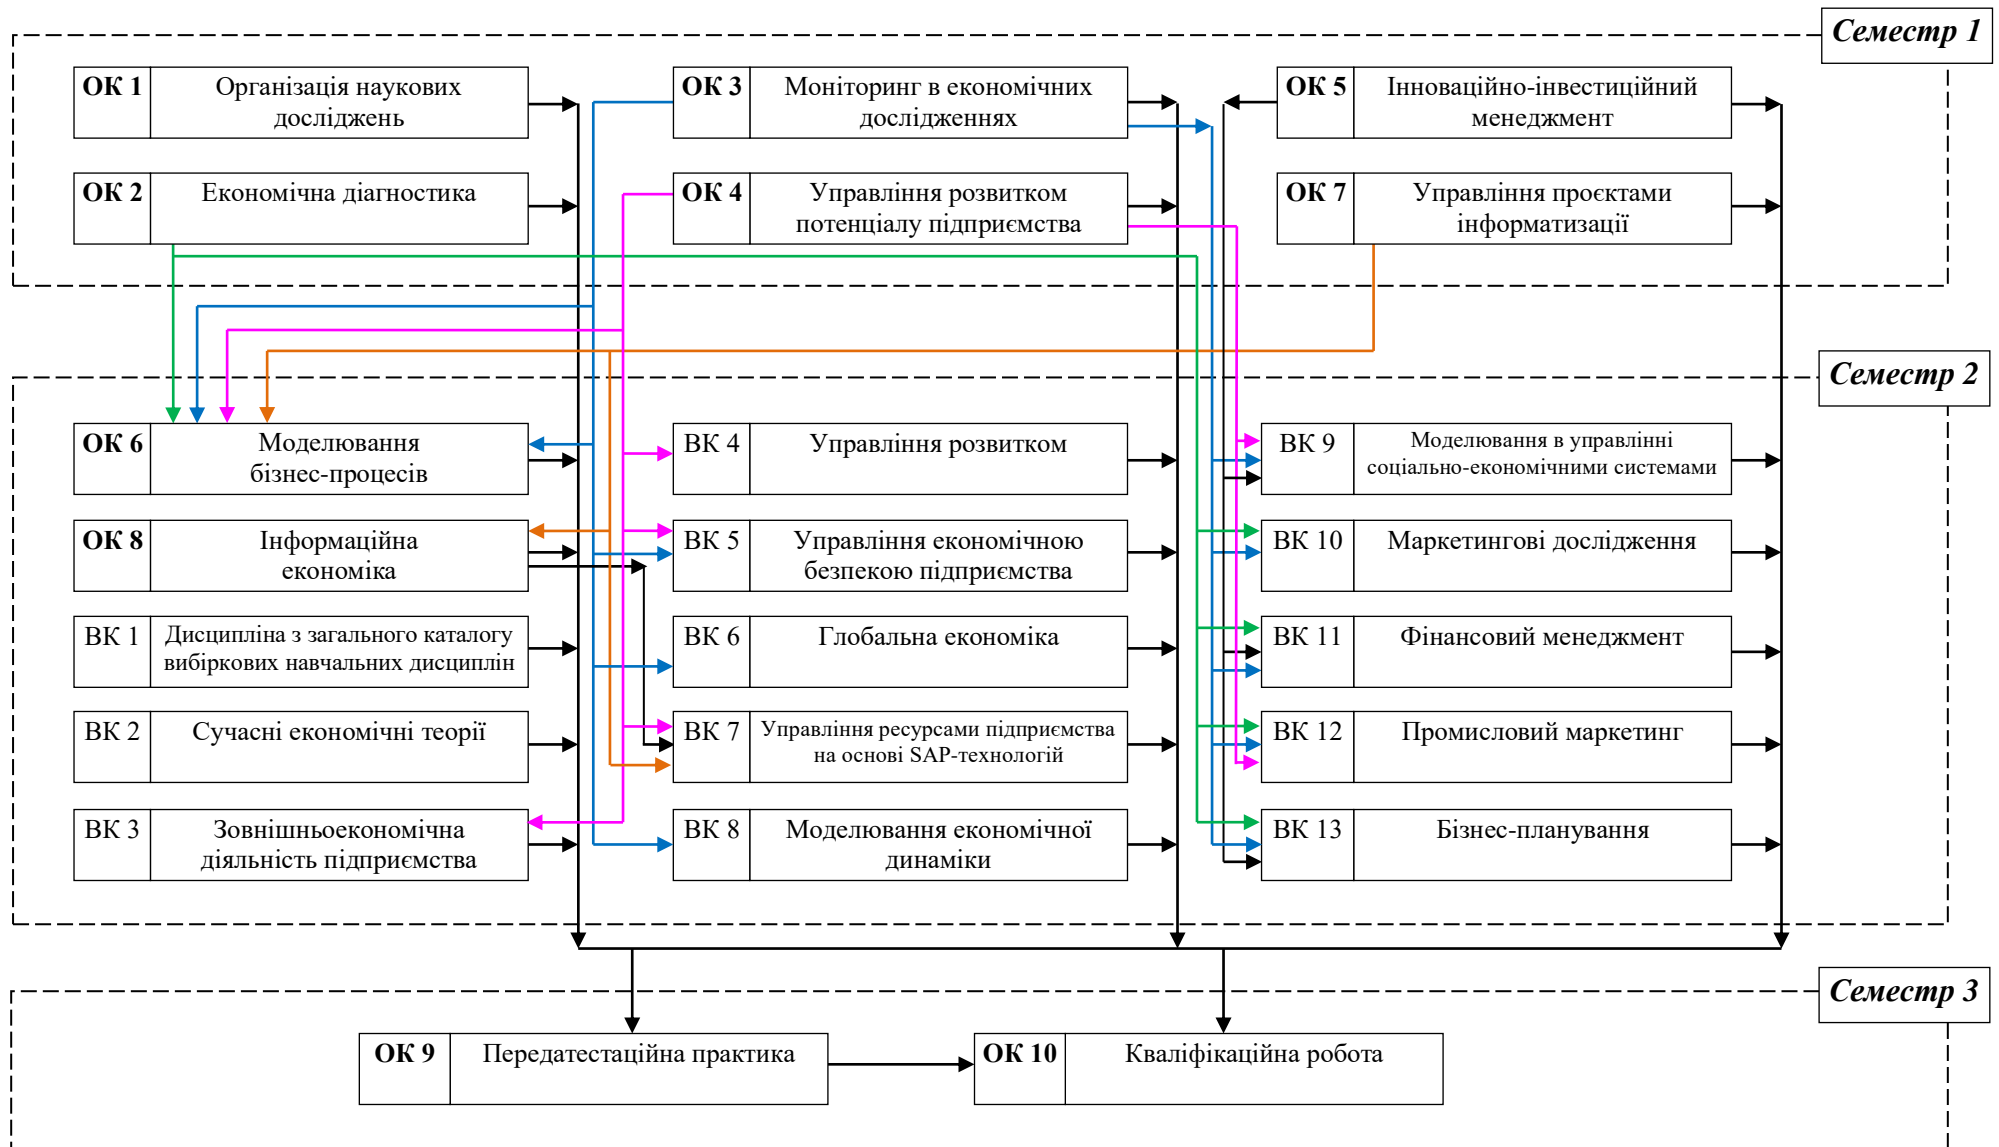 Семестр 1
ОК 1
Організація наукових
досліджень
ОК 3
Моніторинг в економічних
дослідженнях
ОК 5
Інноваційно-інвестиційний
менеджмент
ОК 2
Економічна діагностика
ОК 4
Управління розвитком
потенціалу підприємства
ОК 7
Управління проєктами
інформатизації
Семестр 2
ОК 6
Моделювання
бізнес-процесів
ВК 4
Управління розвитком
ВК 9
Моделювання в управлінні
соціально-економічними системами
ОК 8
Інформаційна
економіка
ВК 5
Управління економічною
безпекою підприємства
ВК 10
Маркетингові дослідження
ВК 1
Дисципліна з загального каталогу
вибіркових навчальних дисциплін
ВК 6
Глобальна економіка
ВК 11
Фінансовий менеджмент
ВК 2
Сучасні економічні теорії
ВК 7
Управління ресурсами підприємства
на основі SAP-технологій
ВК 12
Промисловий маркетинг
ВК 3
Зовнішньоекономічна
діяльність підприємства
ВК 8
Моделювання економічної
динаміки
ВК 13
Бізнес-планування
Семестр 3
ОК 9
Передатестаційна практика
ОК 10
Кваліфікаційна робота